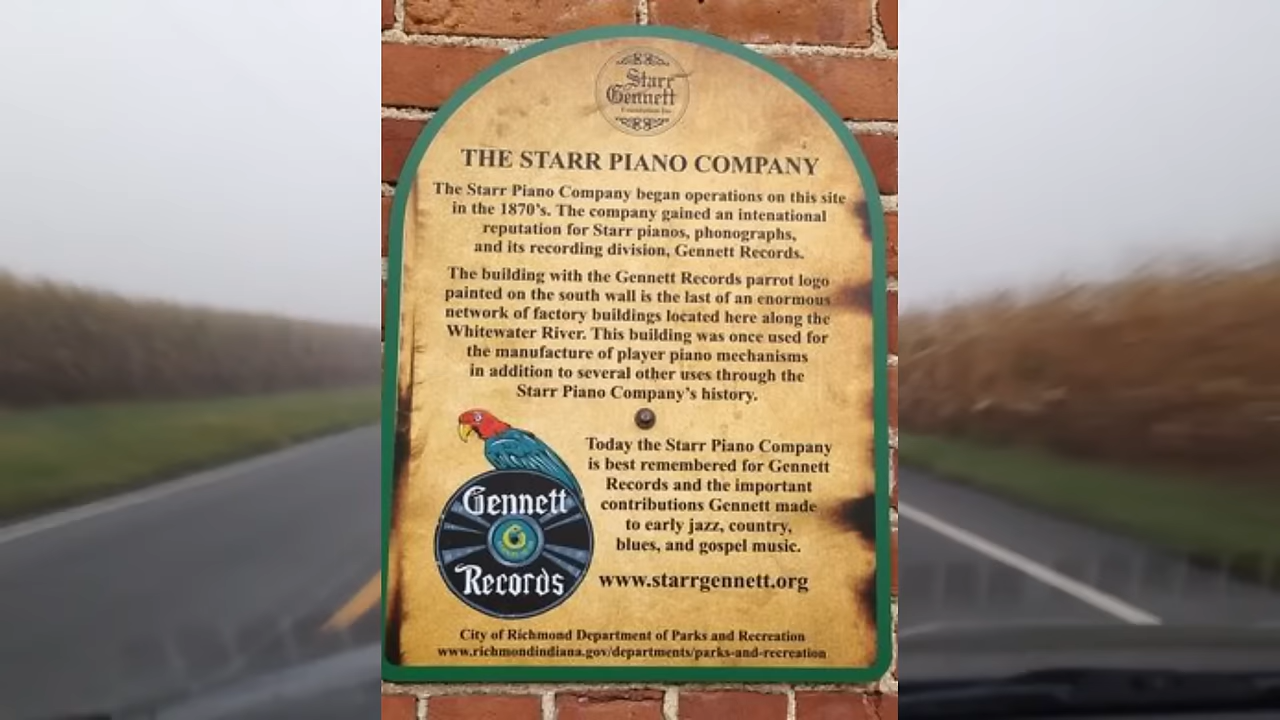 Starr
Gennett
Foundation Inc.
THE STARR PIANO COMPANY
The Starr Piano Company began operations on this site
in the 1870's. The company gained an intenational
reputation for Starr pianos, phonographs,
and its recording division, Gennett Records.
The building with the Gennett Records parrot logo
painted on the south wall is the last of an enormous
network of factory buildings located here along the
Whitewater River. This building was once used for
the manufacture of player piano mechanisms
in addition to several other uses through the
Starr Piano Company's history.
Today the Starr Piano Company
is best remembered for Gennett
Records and the important
contributions Gennett made
to early jazz, country,
blues, and gospel music.
www.starrgennett.org
Gennett
Records
City of Richmond Department of Parks and Recreation
www.richmondindiana.gov/departments/parks-and-recreation